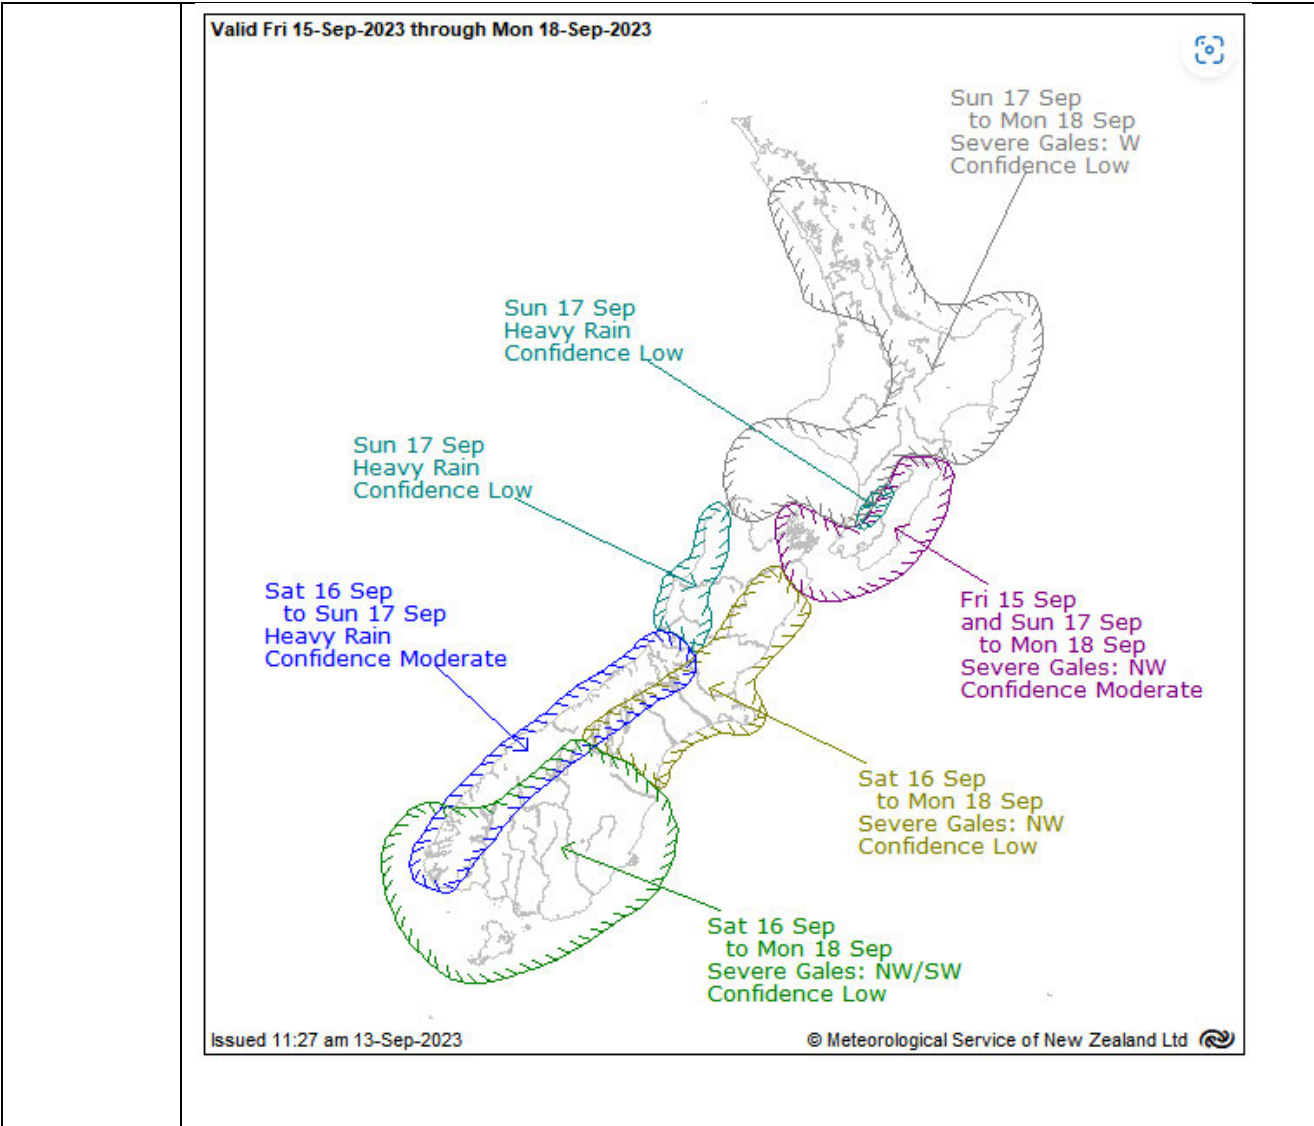 Valid Fri 15-Sep-2023 through Mon 18-Sep-2023
Sun 17 Sep
to Mon 18 Sep
Severe Gales: W
Confidence Low
Sun 17 Sep
Heavy Rain
Confidence Low
Sun 17 Sep
Heavy Rain
Confidence Low
Sat 16 Sep
to Sun 17 Sep
Heavy Rain
Confidence Moderate
Fri 15 Sep
and Sun 17 Sep
to Mon 18 Sep
Severe Gales: NW
Confidence Moderate
Sat 16 Sep
to Mon 18 Sep
Severe Gales: NW
Confidence Low
Sat 16 Sep
to Mon 18 Sep
Severe Gales: NW/SW
Confidence Low
Issued 11:27 am 13-Sep-2023
© Meteorological Service of New Zealand Ltd